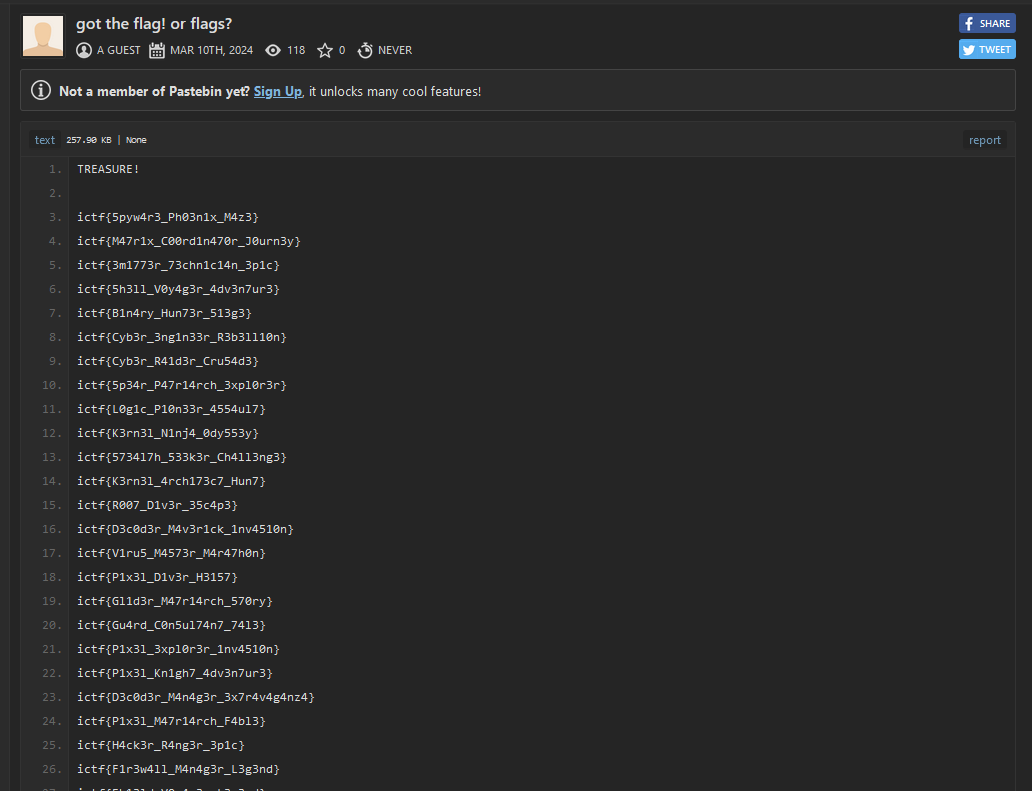 got the flag! or flags?
SHARE
A GUEST MAR 10TH, 2024 118 0 NEVER
TWEET
Not a member of Pastebin yet? Sign Up, it unlocks many cool features!
text 257.90 KB | None report
1. TREASURE!
2.
3. ictf{5pyw4r3_Ph03n1x_M4z3}
4. ictf{M47r1x_C00rd1n470r_J0urn3y}
5. ictf{3m1773r_73chn1c14n_3p1c}
6. ictf{5h3ll_V0y4g3r_4dv3n7ur3}
7. ictf{B1n4ry_Hun73r_513g3}
8. ictf{Cyb3r_3ng1n33r_R3b3ll10n}
9. ictf{Cyb3r_R41d3r_Cru54d3}
10. ictf{5p34r_P47r14rch_3xpl0r3r}
11. ictf{L0g1c_P10n33r_4554ul7}
12. ictf{K3rn3l_N1nj4_0dy553y}
13. ictf{5734l7h_533k3r_Ch4ll3ng3}
14. ictf{K3rn3l_4rch173c7_Hun7}
15. ictf{R007_D1v3r_35c4p3}
16. ictf{D3c0d3r_M4v3r1ck_1nv4510n}
17. ictf{V1ru5_M4573r_M4r47h0n}
18. ictf{P1x3l_D1v3r_H3157}
19. ictf{Gl1d3r_M47r14rch_570ry}
20. ictf{Gu4rd_C0n5ul74n7_74l3}
21. ictf{P1x3l_3xpl0r3r_1nv4510n}
22. ictf{P1x3l_Kn1gh7_4dv3n7ur3}
23. ictf{D3c0d3r_M4n4g3r_3x7r4v4g4nz4}
24. ictf{P1x3l_M47r14rch_F4bl3}
25. ictf{H4ck3r_R4ng3r_3p1c}
26. ictf{F1r3w4ll_M4n4g3r_L3g3nd}